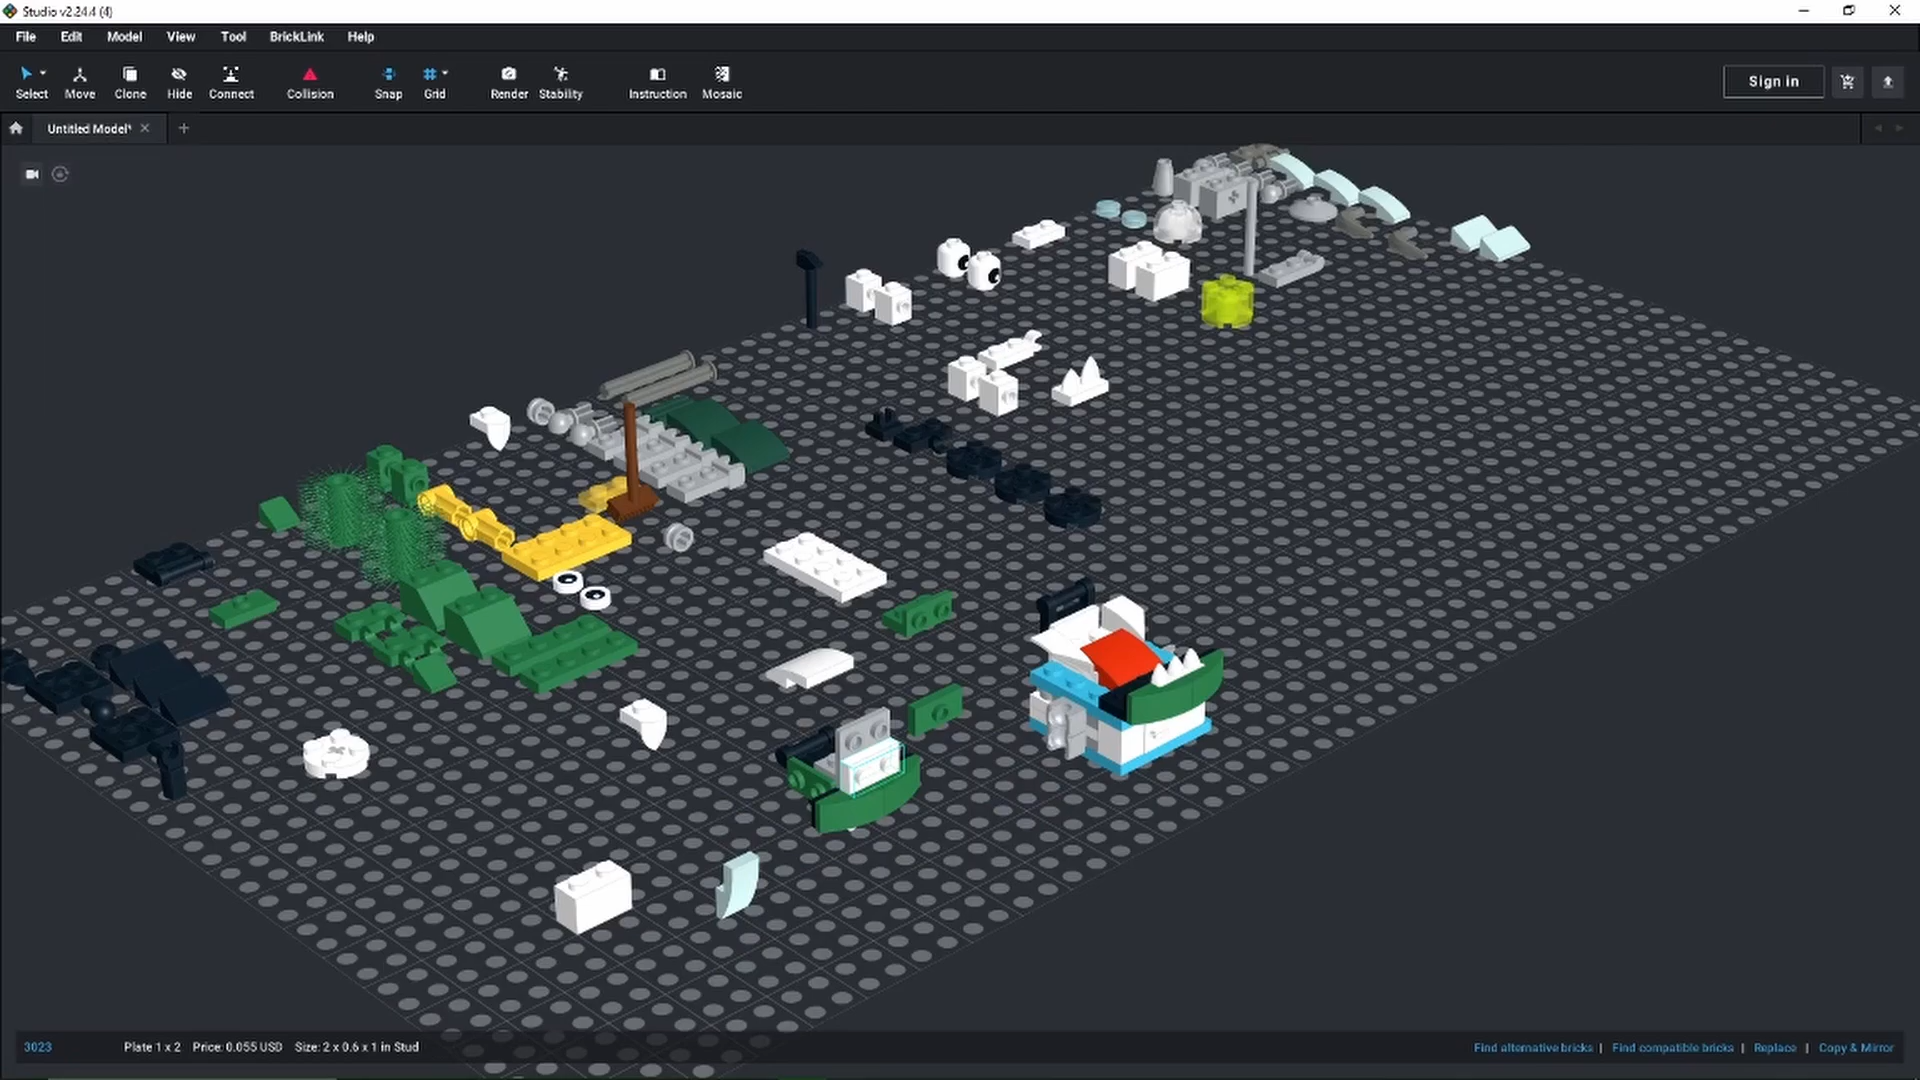 Studio v2.24.4 (4)
File Edit Model View Tool BrickLink Help
Select Move Clone Hide Connect Collision Snap Grid Render Stability Instruction Mosaic Sign in
Untitled Model*
3023 Plate 1 x 2 Price: 0.055 USD Size: 2 x 0.6 x 1 in Stud Find alternative bricks | Find compatible bricks | Replace | Copy & Mirror